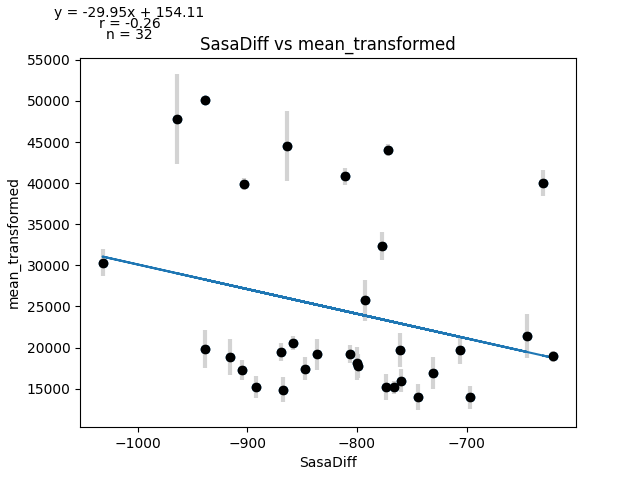 y = -29.95x + 154.11
r = -0.26
n = 32
SasaDiff vs mean_transformed
55000
50000
45000
40000
35000
30000
25000
20000
15000
mean_transformed
−1000
−900
−800
−700
SasaDiff